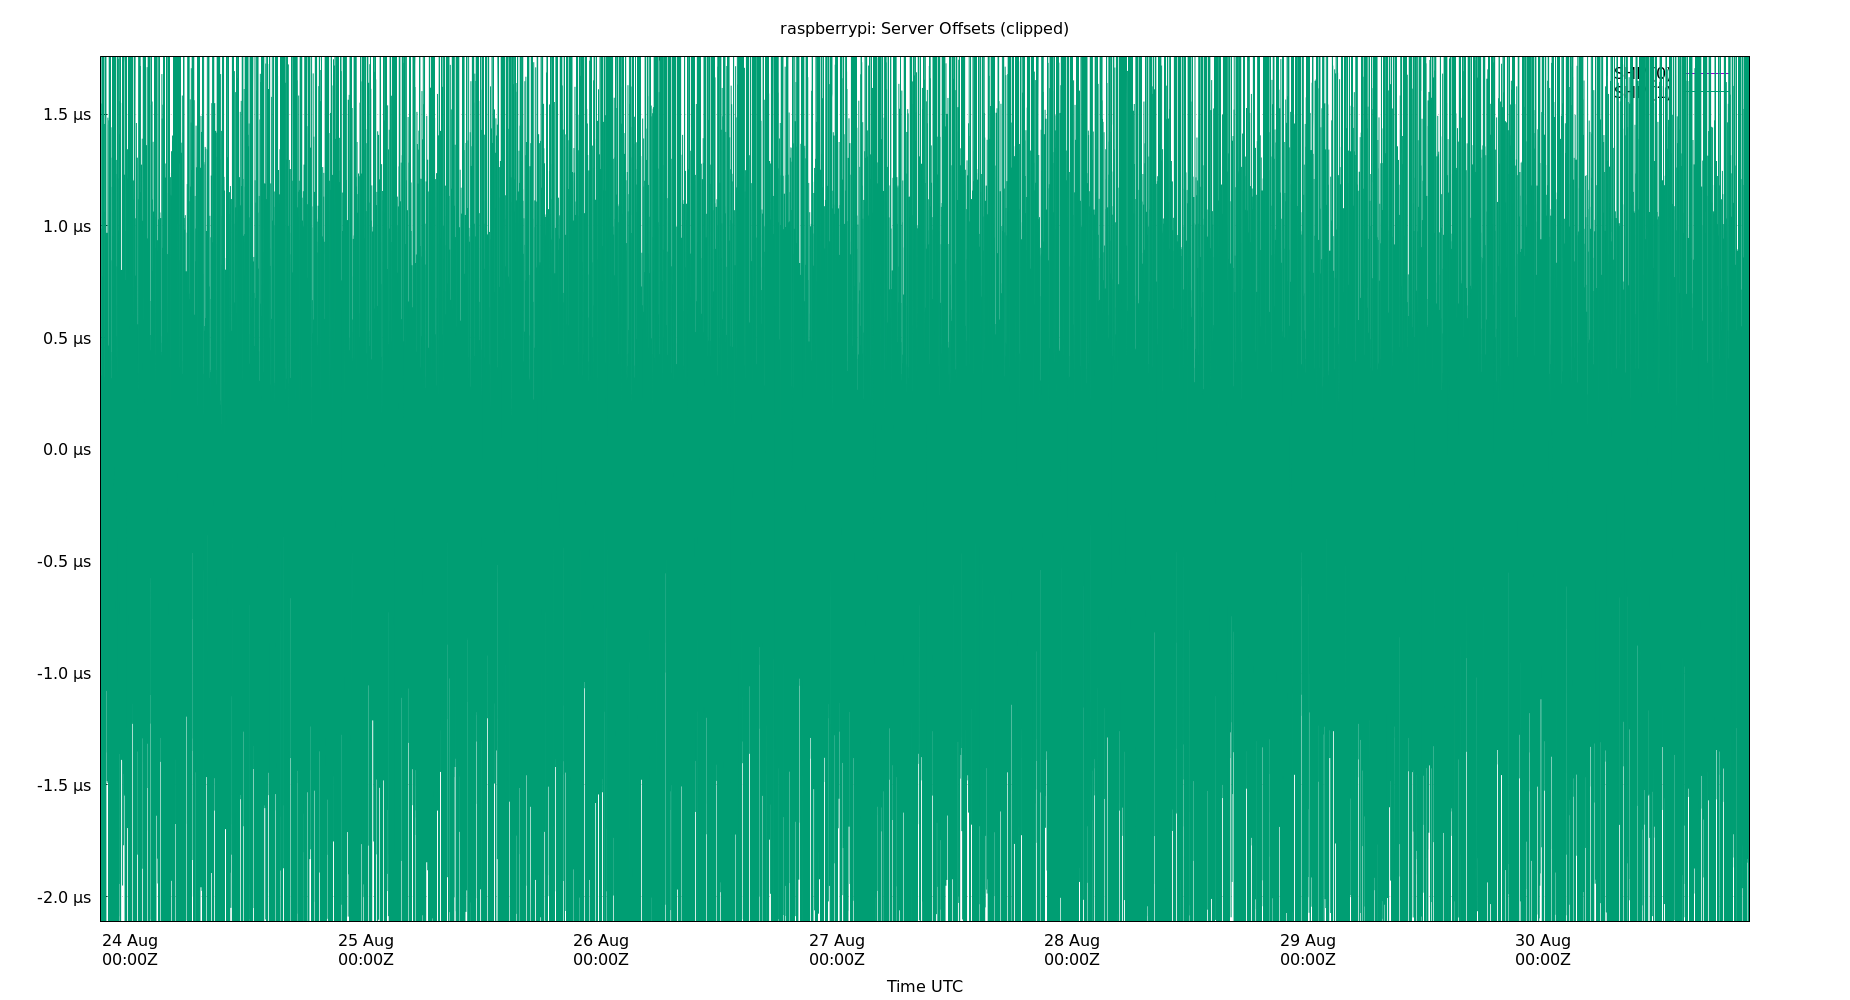 raspberrypi: Server Offsets (clipped)
1.5 µs
1.0 µs
0.5 µs
0.0 µs
-0.5 µs
-1.0 µs
-1.5 µs
-2.0 µs
24 Aug 25 Aug 26 Aug 27 Aug 28 Aug 29 Aug 30 Aug
00:00Z 00:00Z 00:00Z 00:00Z 00:00Z 00:00Z 00:00Z
Time UTC